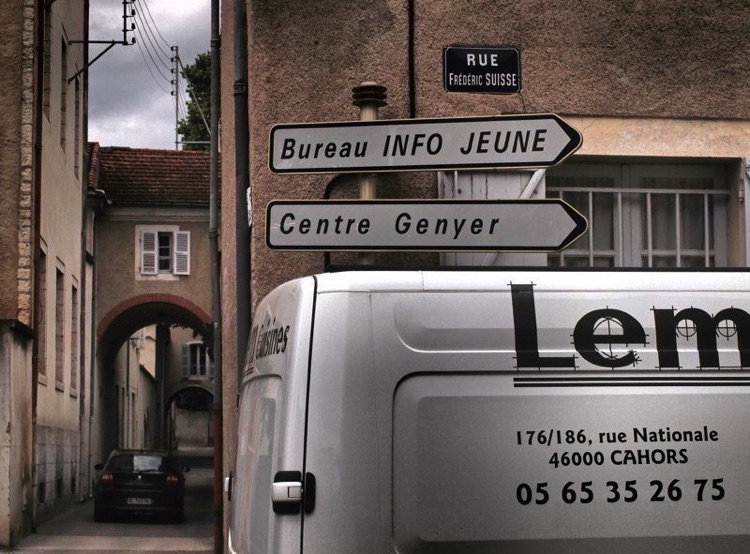 RUE
FRÉDÉRIC SUISSE
Bureau INFO JEUNE
Centre Genyer
Lem
Cuisines
176/186, rue Nationale
46000 CAHORS
05 65 35 26 75